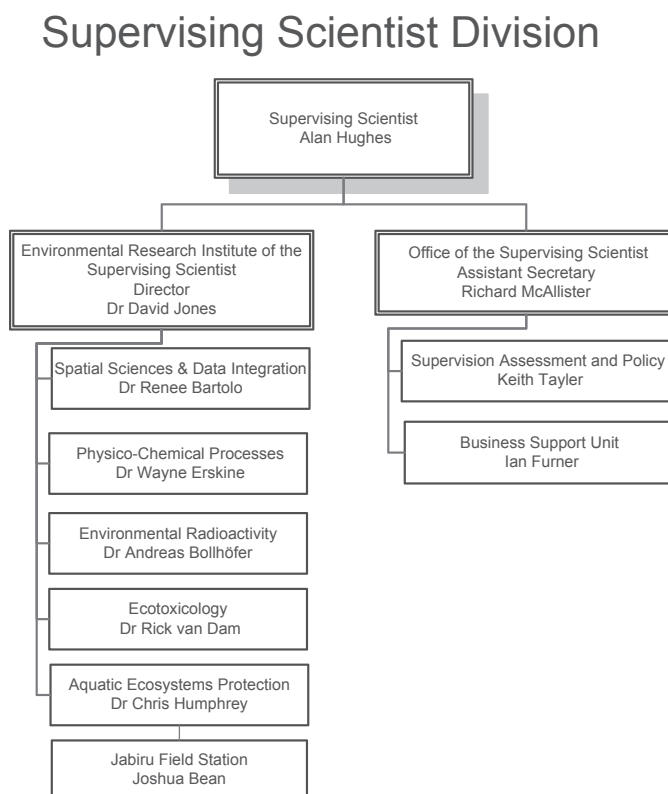 Supervising Scientist Division
Supervising Scientist
Alan Hughes
Environmental Research Institute of the
Supervising Scientist
Director
Dr David Jones
Office of the Supervising Scientist
Assistant Secretary
Richard McAllister
Spatial Sciences & Data Integration
Dr Renee Bartolo
Supervision Assessment and Policy
Keith Tayler
Physico-Chemical Processes
Dr Wayne Erskine
Business Support Unit
Ian Furner
Environmental Radioactivity
Dr Andreas Bollhöfer
Ecotoxicology
Dr Rick van Dam
Aquatic Ecosystems Protection
Dr Chris Humphrey
Jabiru Field Station
Joshua Bean